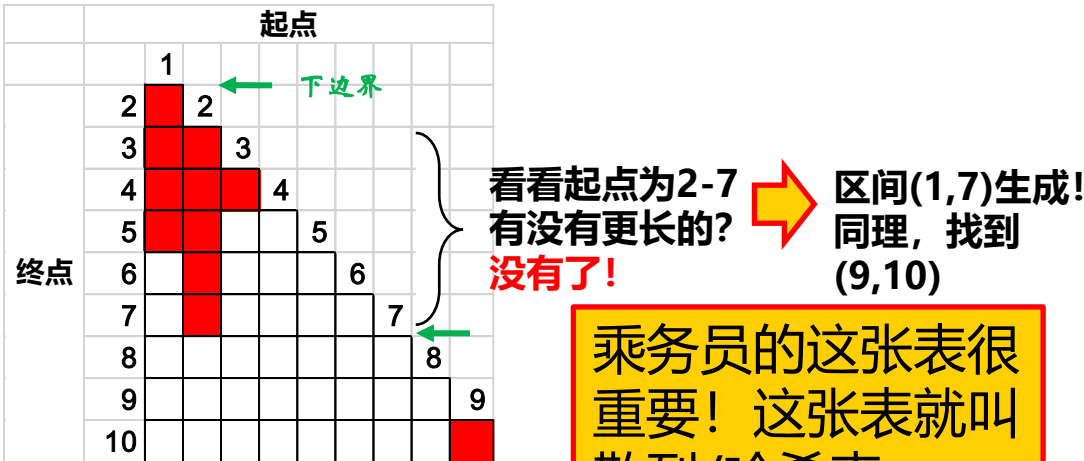 起点
1
下边界
2 2
3 3
4 4
5 5
终点
6 6
7 7
8 8
9 9
10
看看起点为2-7
有没有更长的？
没有了！
区间(1,7)生成！
同理，找到
(9,10)
乘务员的这张表很
重要！这张表就叫